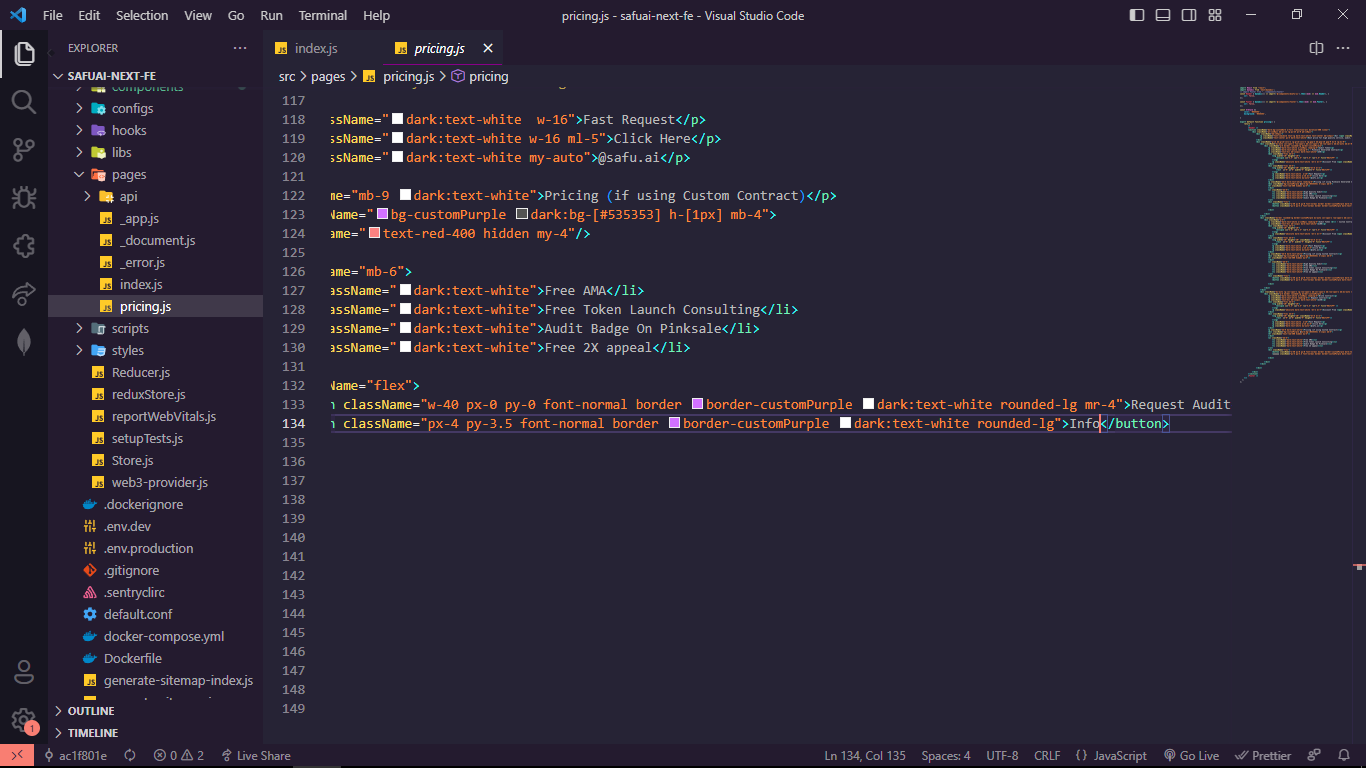 File Edit Selection View Go Run Terminal Help
pricing.js - safuai-next-fe - Visual Studio Code
EXPLORER
SAFUAI-NEXT-FE
components
configs
hooks
libs
pages
api
_app.js
_document.js
_error.js
index.js
pricing.js
scripts
styles
Reducer.js
reduxStore.js
reportWebVitals.js
setupTests.js
Store.js
web3-provider.js
.dockerignore
.env.dev
.env.production
.gitignore
.sentryclirc
default.conf
docker-compose.yml
Dockerfile
generate-sitemap-index.js
OUTLINE
TIMELINE
index.js
pricing.js
src > pages > pricing.js > pricing
117
118 ssName="dark:text-white  w-16">Fast Request</p>
119 ssName="dark:text-white w-16 ml-5">Click Here</p>
120 ssName="dark:text-white my-auto">@safu.ai</p>
121
122 me="mb-9 dark:text-white">Pricing (if using Custom Contract)</p>
123 Name="bg-customPurple dark:bg-[#535353] h-[1px] mb-4">
124 ame="text-red-400 hidden my-4"/>
125
126 ame="mb-6">
127 assName="dark:text-white">Free AMA</li>
128 assName="dark:text-white">Free Token Launch Consulting</li>
129 assName="dark:text-white">Audit Badge On Pinksale</li>
130 assName="dark:text-white">Free 2X appeal</li>
131
132 Name="flex">
133 n className="w-40 px-0 py-0 font-normal border border-customPurple dark:text-white rounded-lg mr-4">Request Audit
134 n className="px-4 py-3.5 font-normal border border-customPurple dark:text-white rounded-lg">Info</button>
135
136
137
138
139
140
141
142
143
144
145
146
147
148
149
1
ac1f801e 0 2 Live Share
Ln 134, Col 135 Spaces: 4 UTF-8 CRLF {} JavaScript Go Live Prettier